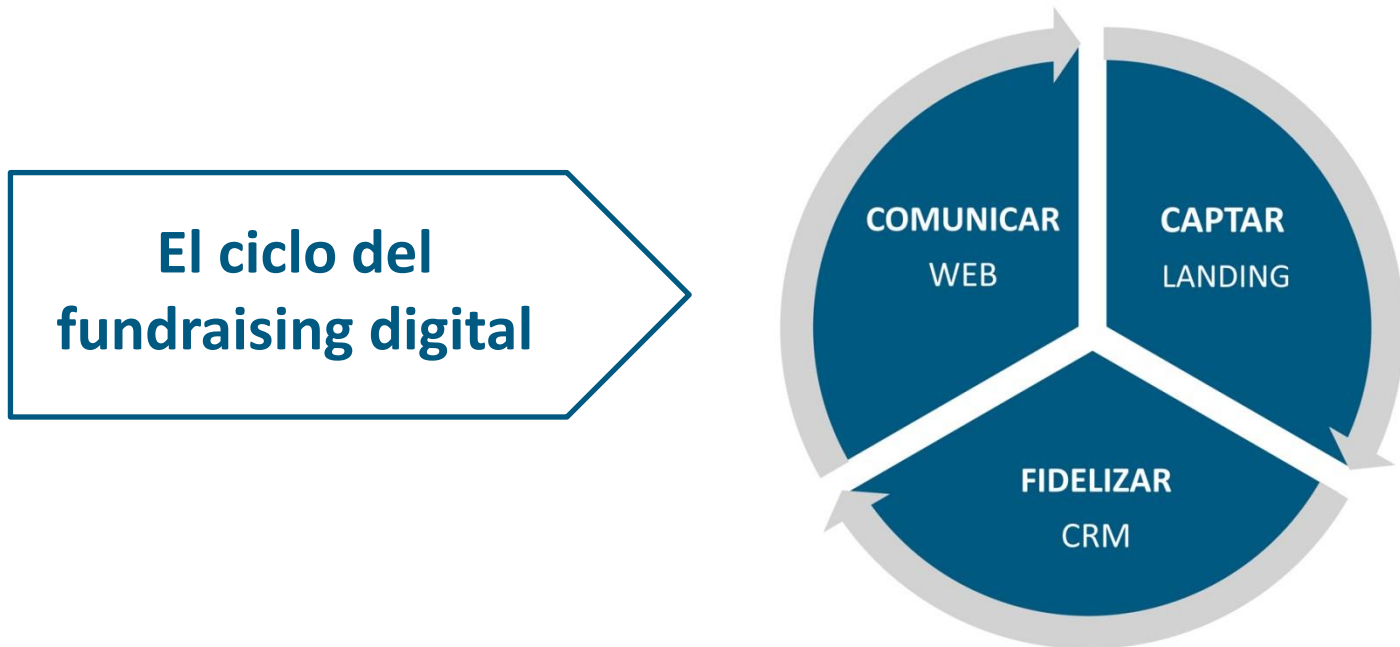 El ciclo del
fundraising digital
COMUNICAR
WEB
CAPTAR
LANDING
FIDELIZAR
CRM